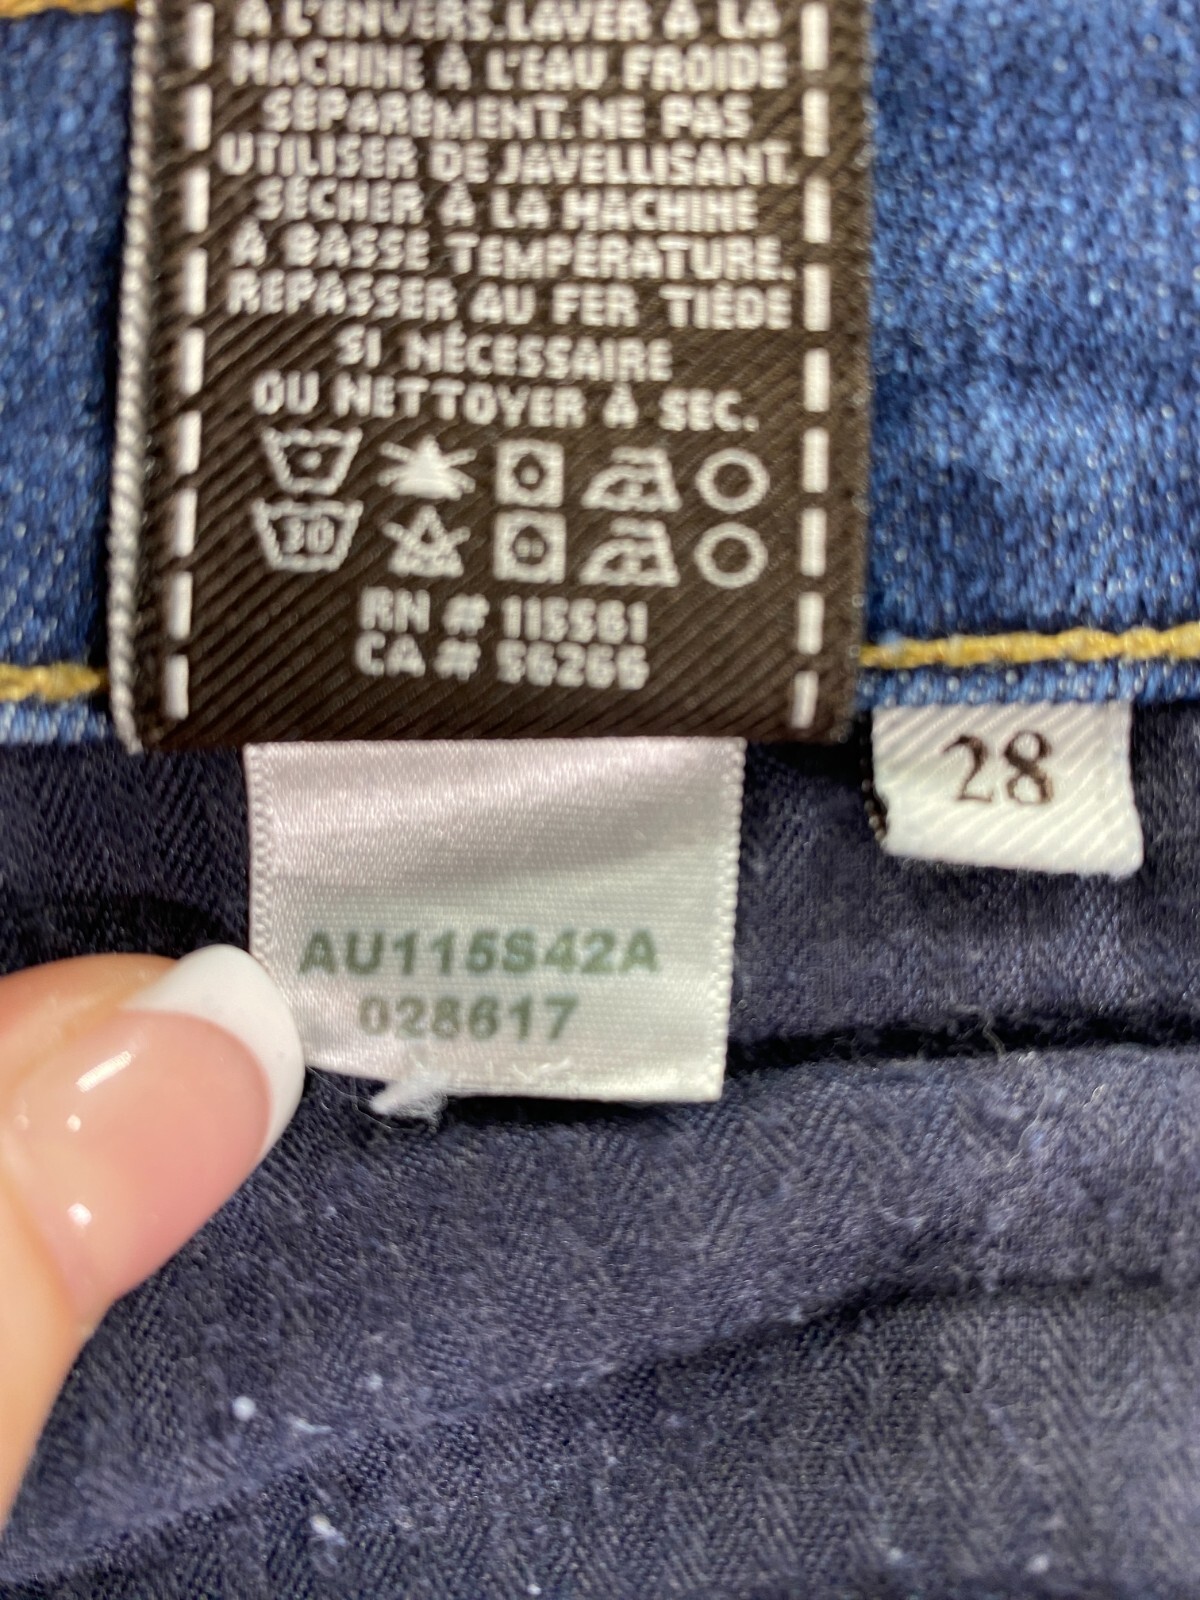 À L'ENVERS. LAVER À LA
MACHINE À L'EAU FROIDE
SÉPARÉMENT. NE PAS
UTILISER DE JAVELLISANT.
SÉCHER À LA MACHINE
À BASSE TEMPÉRATURE.
REPASSER AU FER TIÈDE
SI NÉCESSAIRE
OU NETTOYER À SEC.
30
RN # 115561
CA # 56266
28
AU115S42A
028617